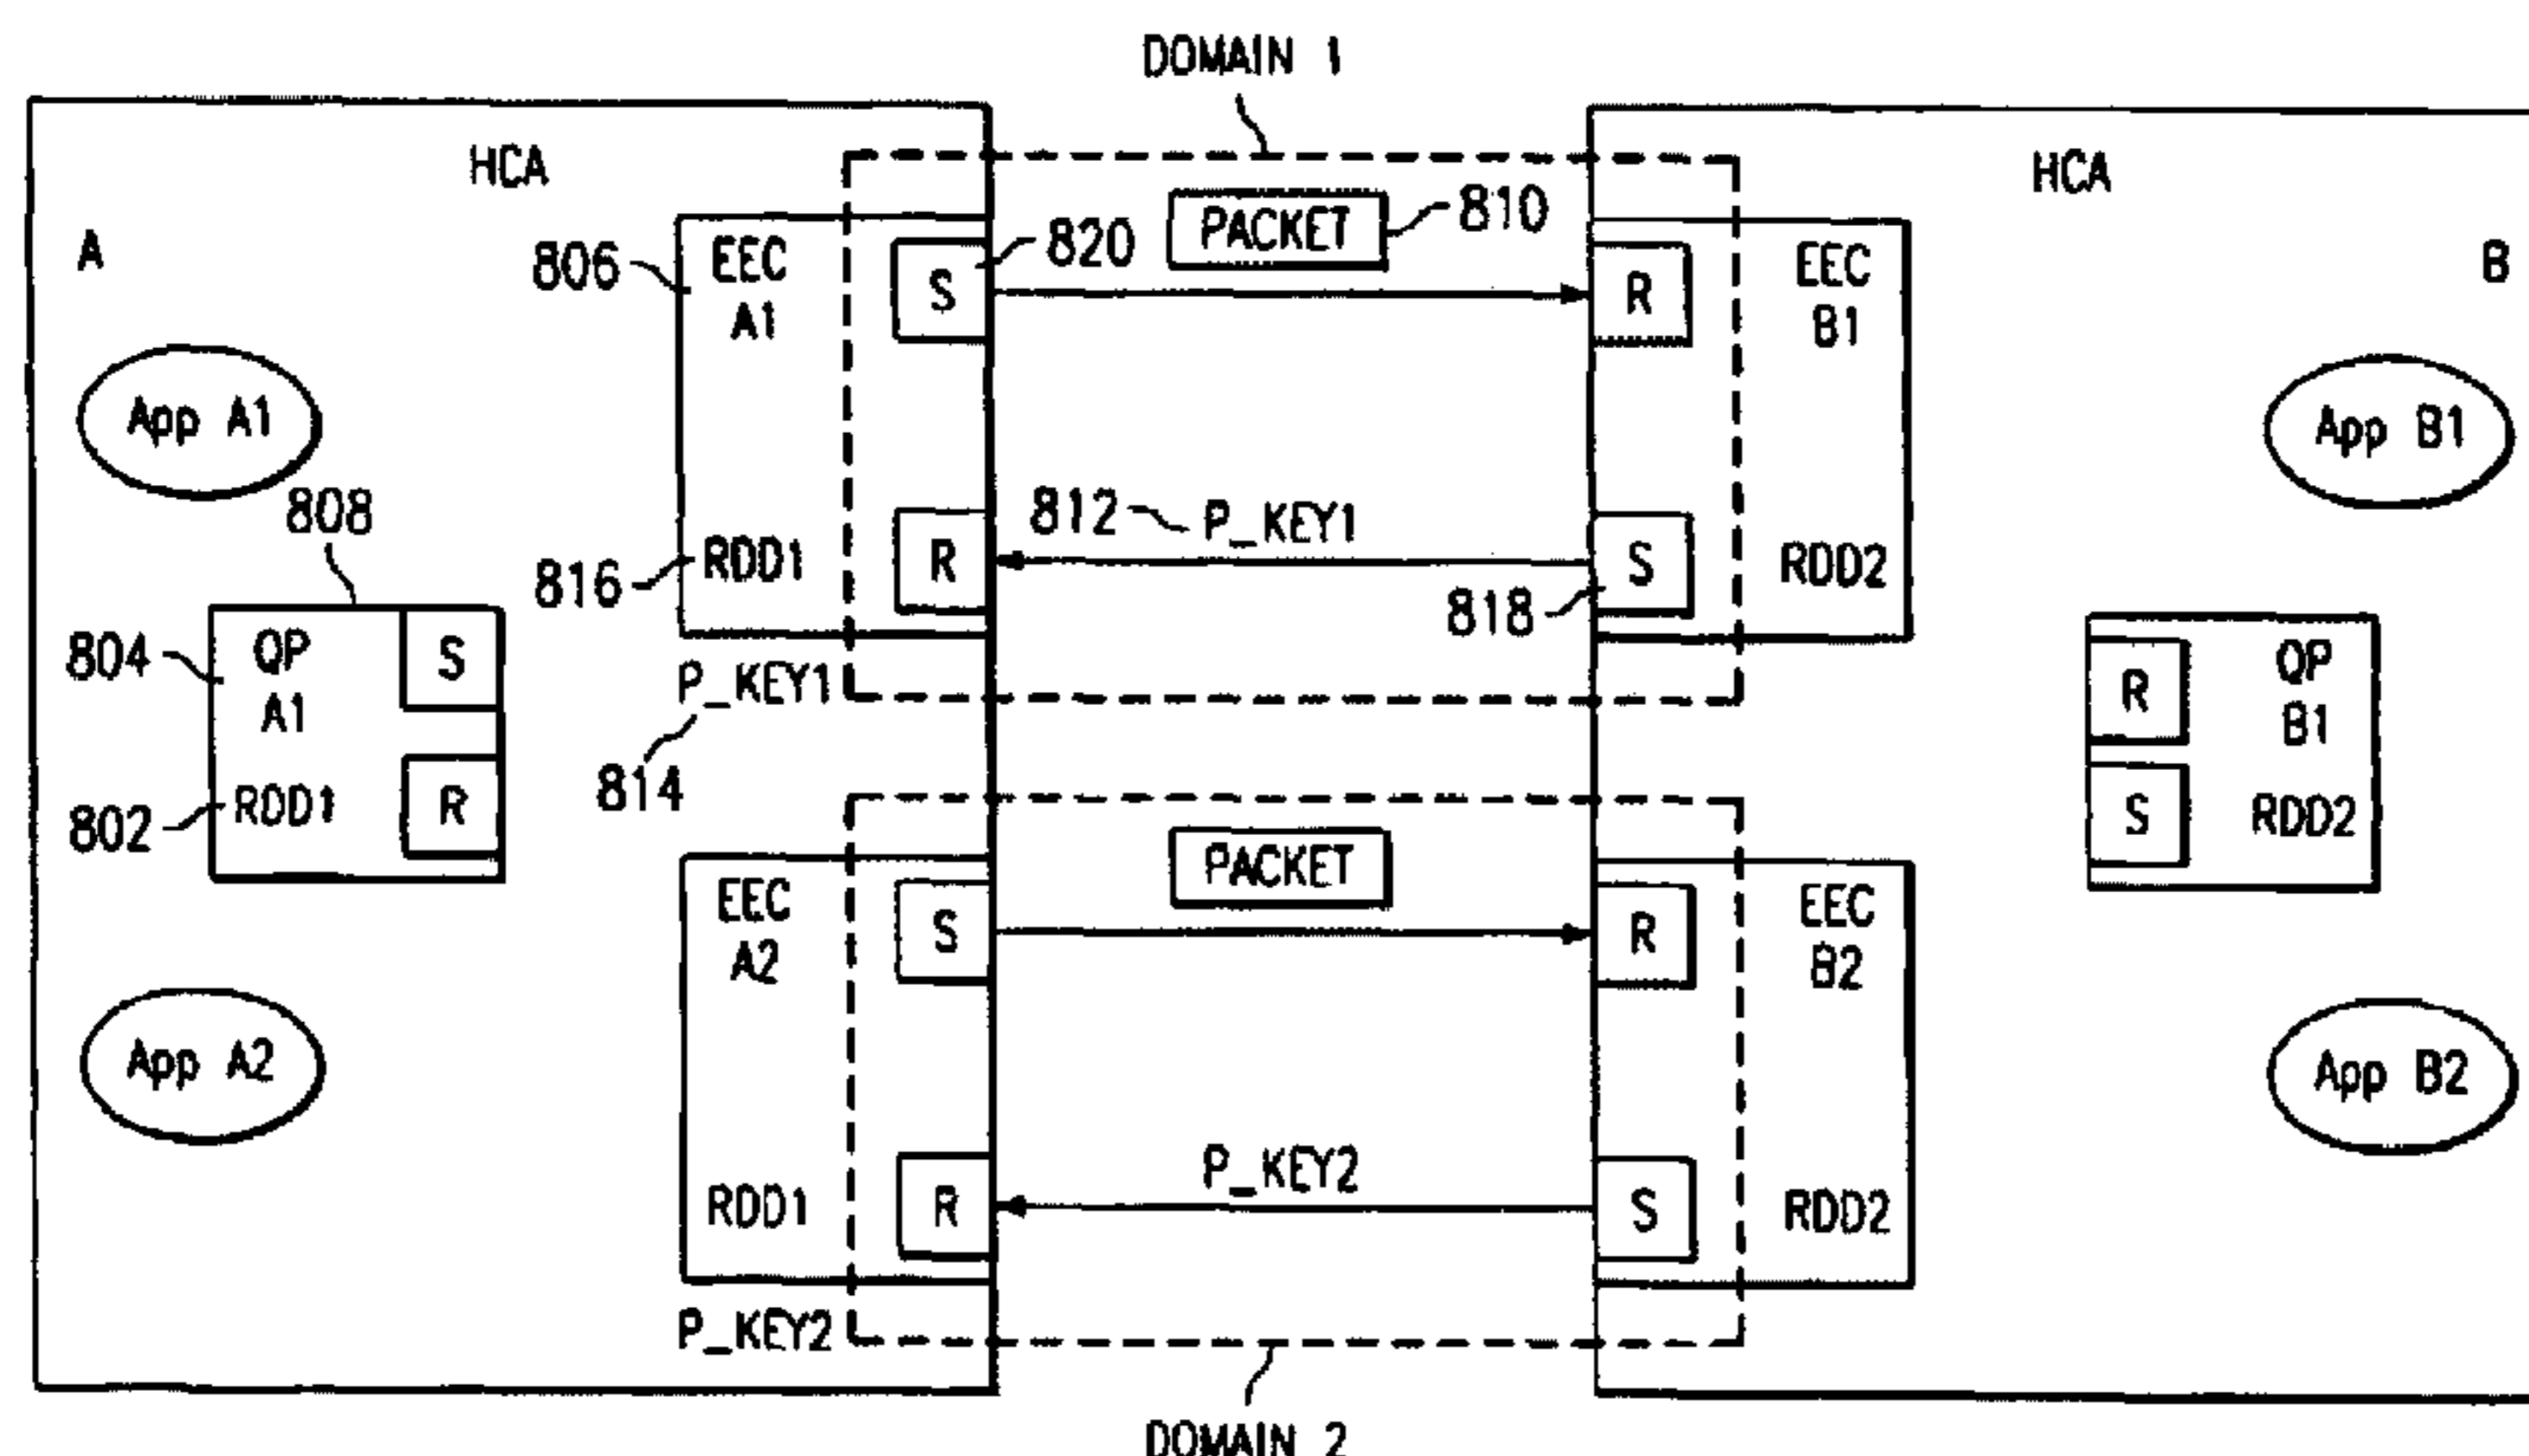 DOMAIN 1
HCA
HCA
A
B
806
EEC
A1
S
820
PACKET
810
R
EEC
B1
App A1
App B1
808
816
RDD1
R
812
P_KEY1
818
S
RDD2
804
QP
A1
S
802
RDD1
R
P_KEY1
814
R
QP
B1
S
RDD2
EEC
A2
S
PACKET
R
EEC
B2
App A2
App B2
RDD1
R
P_KEY2
S
RDD2
P_KEY2
DOMAIN 2